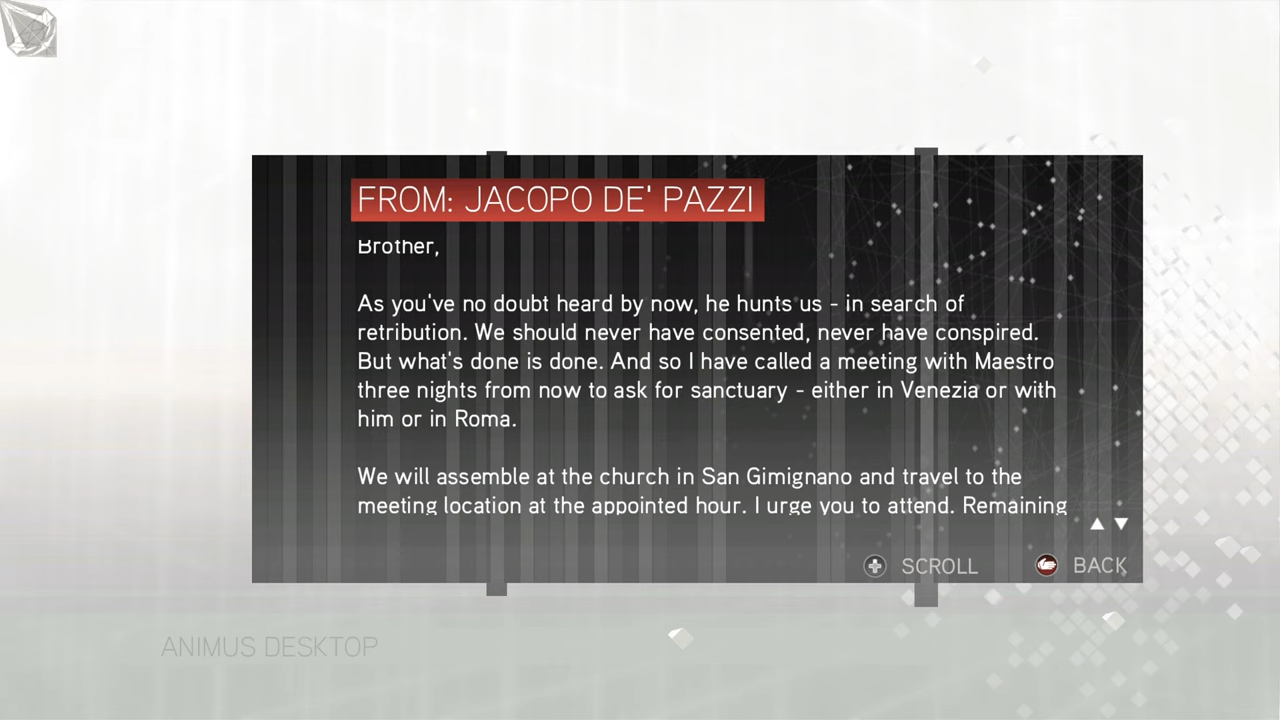 FROM: JACOPO DE' PAZZI
Brother,
As you've no doubt heard by now, he hunts us - in search of
retribution. We should never have consented, never have conspired.
But what's done is done. And so I have called a meeting with Maestro
three nights from now to ask for sanctuary - either in Venezia or with
him or in Roma.
We will assemble at the church in San Gimignano and travel to the
meeting location at the appointed hour. I urge you to attend. Remaining
SCROLL
BACK
ANIMUS DESKTOP